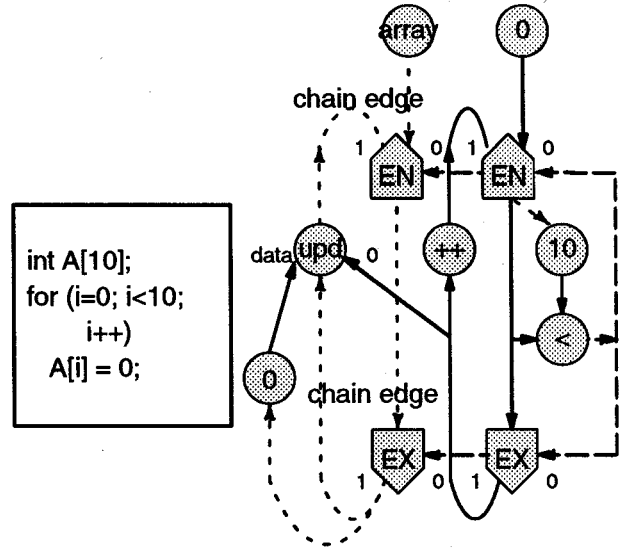 array
0
chain edge
1
0
1
0
EN
EN
data
upd
0
++
10
int A[10];
for (i=0; i<10;
i++)
A[i] = 0;
<
0
chain edge
EX
EX
1
0
1
0